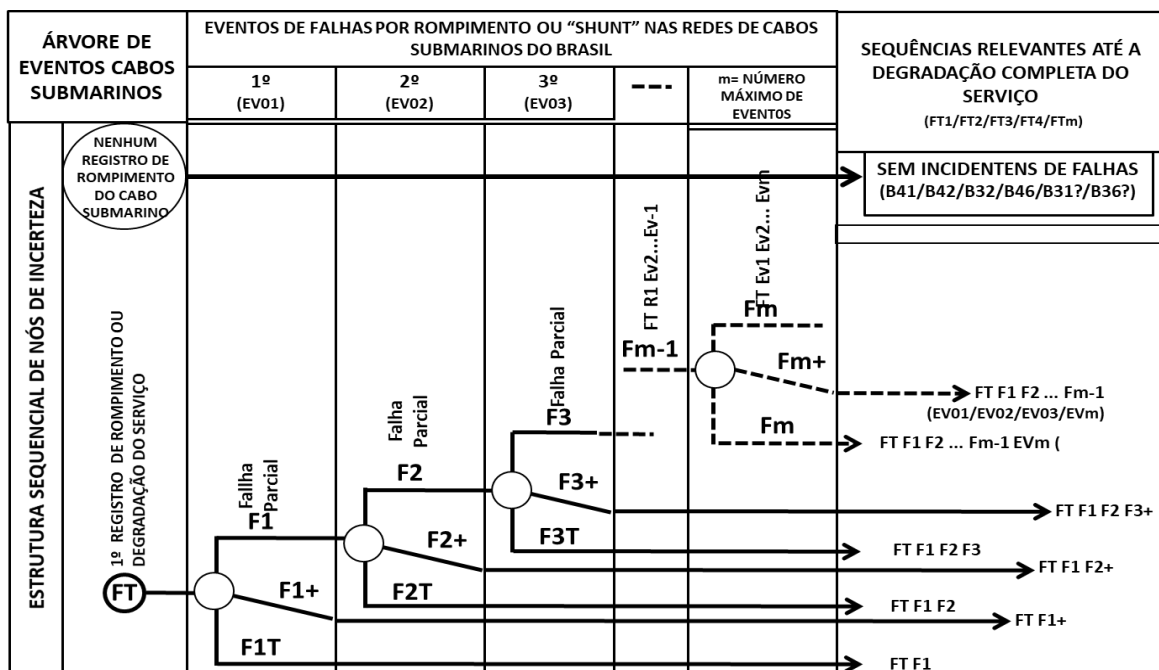 ÁRVORE DE
EVENTOS CABOS
SUBMARINOS
EVENTOS DE FALHAS POR ROMPIMENTO OU “SHUNT” NAS REDES DE CABOS
SUBMARINOS DO BRASIL
1º
(EV01)
2º
(EV02)
3º
(EV03)
m= NÚMERO
MÁXIMO DE
EVENT0S
SEQUÊNCIAS RELEVANTES ATÉ A
DEGRADAÇÃO COMPLETA DO
SERVIÇO
(FT1/FT2/FT3/FT4/FTm)
ESTRUTURA SEQUENCIAL DE NÓS DE INCERTEZA
NENHUM
REGISTRO DE
ROMPIMENTO
DO CABO
SUBMARINO
SEM INCIDENTENS DE FALHAS
(B41/B42/B32/B46/B31?/B36?)
1º REGISTRO DE ROMPIMENTO OU
DEGRADAÇÃO DO SERVIÇO
FT
Fallha
Parcial
F1
F1+
F1T
Falha
Parcial
F2
F2+
F2T
Falha Parcial
F3
F3+
F3T
FT R1 Ev2...Ev-1
Fm-1
FT Ev1 Ev2... Evm
Fm
Fm+
Fm
FT F1 F2 ... Fm-1
(EV01/EV02/EV03/EVm)
FT F1 F2 ... Fm-1 EVm (
FT F1 F2 F3+
FT F1 F2 F3
FT F1 F2+
FT F1 F2
FT F1+
FT F1